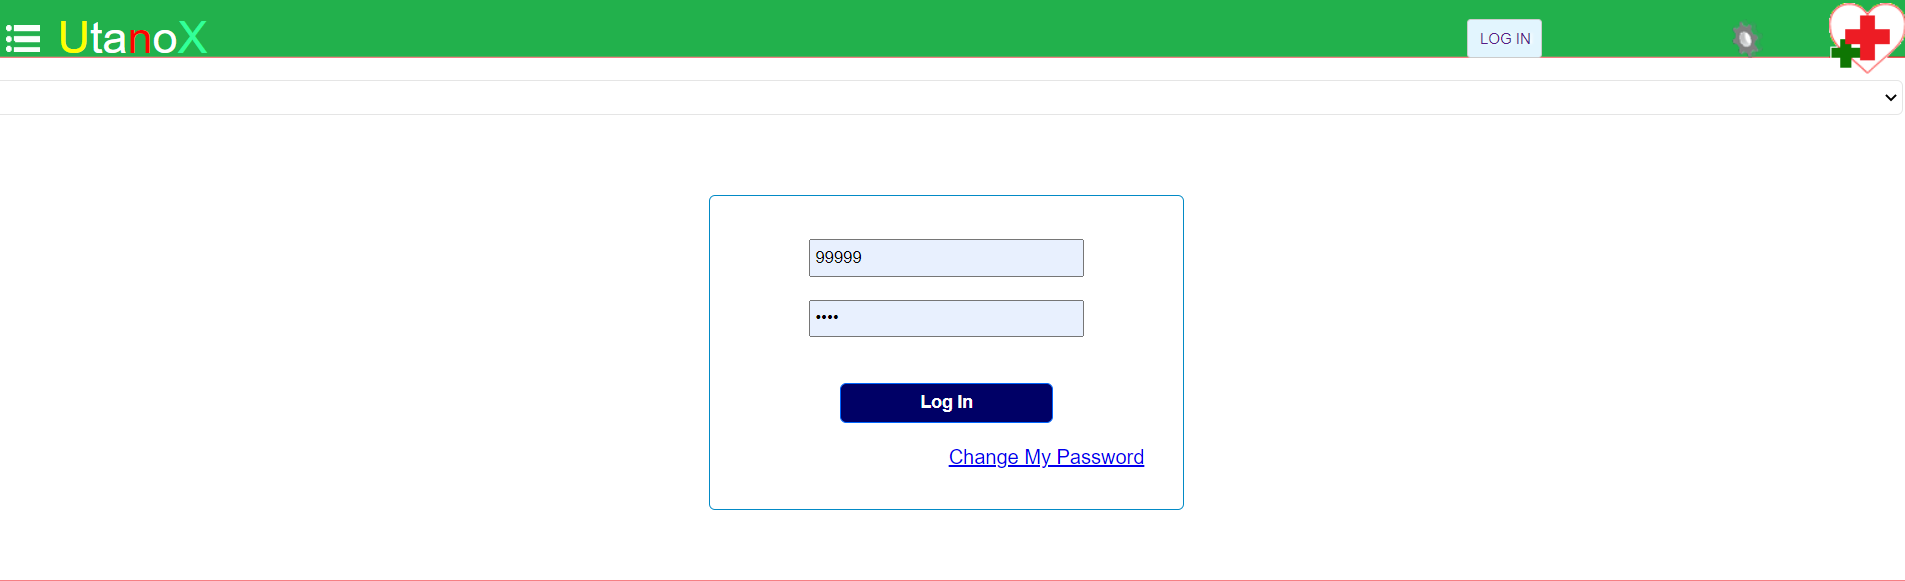 UtanoX
LOG IN
99999
••••
Log In
Change My Password